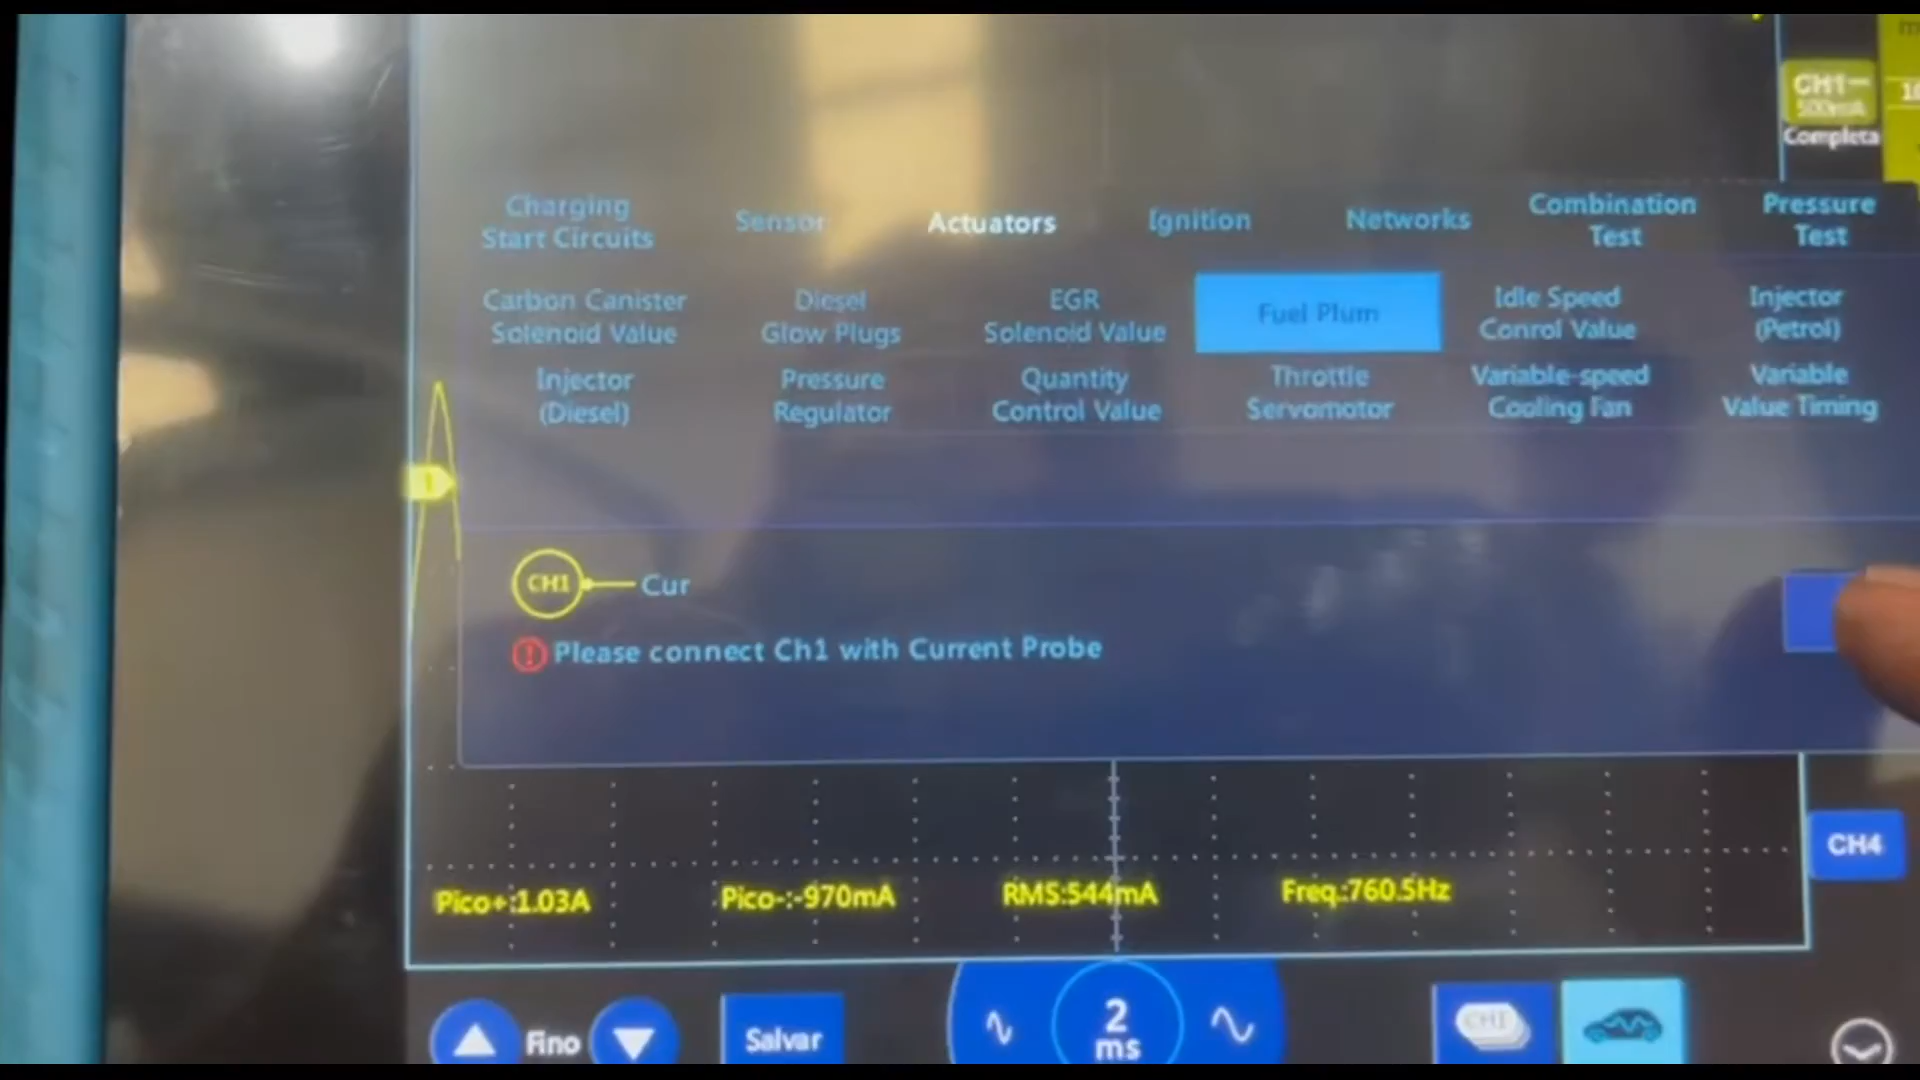 CH1
500mA
Completa
Charging
Start Circuits
Sensor
Actuators
Ignition
Networks
Combination
Test
Pressure
Test
Carbon Canister
Solenoid Value
Diesel
Glow Plugs
EGR
Solenoid Value
Fuel Plum
Idle Speed
Conrol Value
Injector
(Petrol)
Injector
(Diesel)
Pressure
Regulator
Quantity
Control Value
Throttle
Servomotor
Variable-speed
Cooling Fan
Variable
Value Timing
1
CH1
Cur
! Please connect Ch1 with Current Probe
CH4
Pico+:1.03A
Pico-:-970mA
RMS:544mA
Freq.:760.5Hz
Fino
Salvar
2
ms
CH1